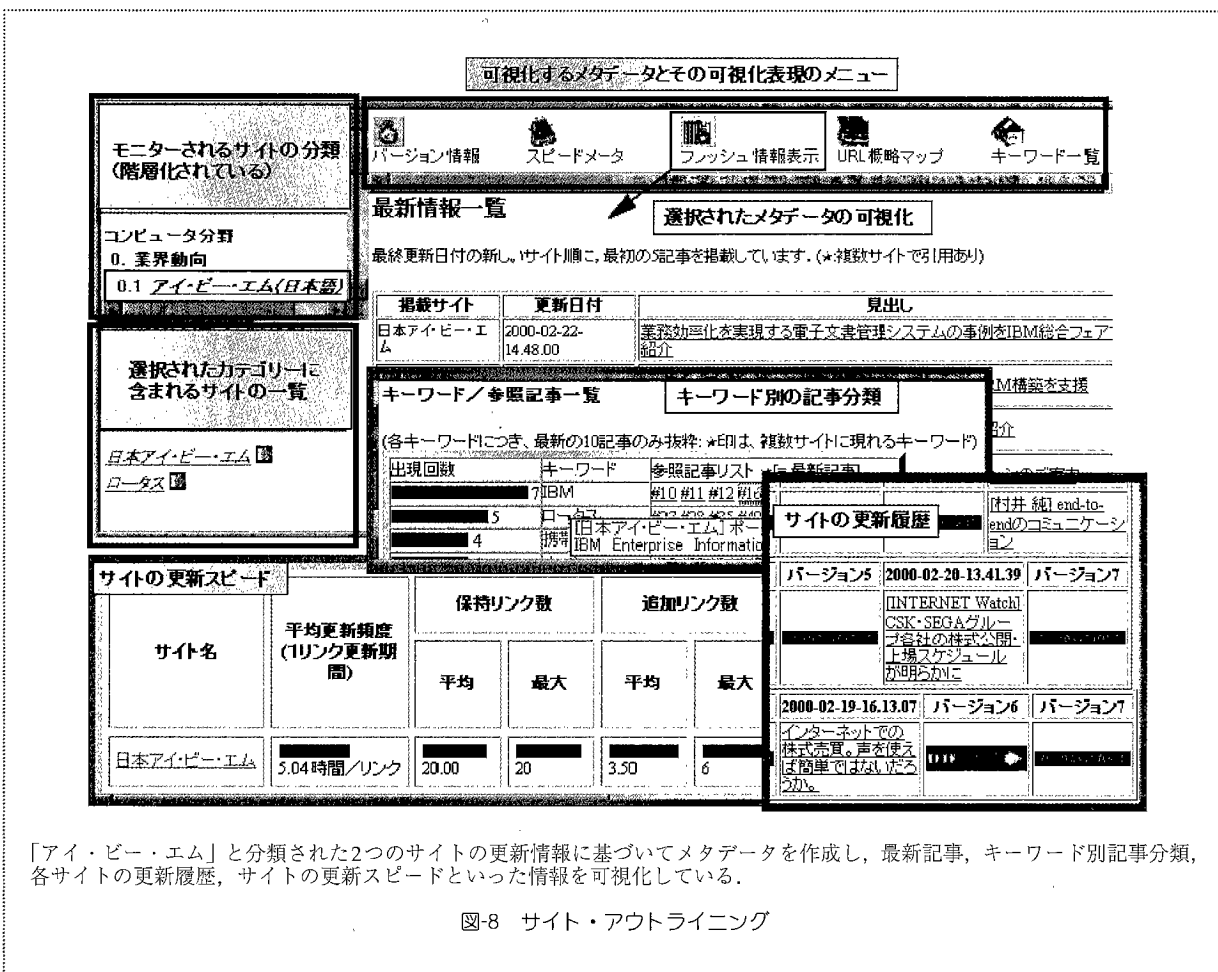 可視化するメタデータとその可視化表現のメニュー
モニターされるサイトの分類
(階層化されている)
コンピュータ分野
0. 業界動向
0.1 アイ・ビー・エム(日本語)
バージョン情報
スピードメータ
フレッシュ情報表示
URL概略マップ
キーワード一覧
最新情報一覧
選択されたメタデータの可視化
最終更新日付の新しいサイト順に,最初の5記事を掲載しています. (★複数サイトで引用あり)
掲載サイト 更新日付 見出し
日本アイ・ビー・エ
ム
2000-02-22-
14.48.00
業務効率化を実現する電子文書管理システムの事例をIBM総合フェア
紹介
選択されたカテゴリーに
含まれるサイトの一覧
日本アイ・ビー・エム
ロータス
キーワード/参照記事一覧
キーワード別の記事分類
(各キーワードにつき、最新の10記事のみ抜粋: ★印は、複数サイトに現れるキーワード)
出現回数 キーワード 参照記事リスト
7 IBM #10 #11 #12 #16
5 ロータス
4 携帯
[日本アイ・ビー・エム] ポー
IBM Enterprise Informatio
LM構築を支援
サイトの更新履歴
[村井 純] end-to-
endのコミュニケーシ
ョン
バージョン5 2000-02-20-13.41.39 バージョン7
[INTERNET Watch]
CSK・SEGAグルー
プ各社の株式公開・
上場スケジュール
が明らかに
2000-02-19-16.13.07 バージョン6 バージョン7
インターネットでの
株式売買。声を使え
ば簡単ではないだろ
うか。
サイトの更新スピード
サイト名
平均更新頻度
(1リンク更新期
間)
保持リンク数 追加リンク数
平均 最大 平均 最大
日本アイ・ビー・エム 5.04時間/リンク 20.00 20 3.50 6
「アイ・ビー・エム」と分類された2つのサイトの更新情報に基づいてメタデータを作成し,最新記事,キーワード別記事分類,
各サイトの更新履歴,サイトの更新スピードといった情報を可視化している.
図-8 サイト・アウトライニング